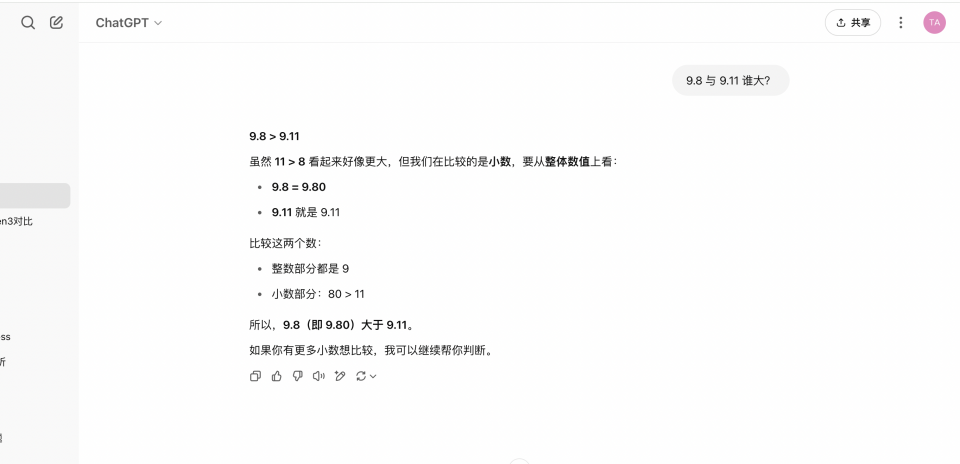 ChatGPT
共享
TA
9.8 与 9.11 谁大？
9.8 > 9.11
虽然 11 > 8 看起来好像更大，但我们在比较的是小数，要从整体数值上看：
• 9.8 = 9.80
• 9.11 就是 9.11
en3对比
比较这两个数：
• 整数部分都是 9
• 小数部分：80 > 11
所以，9.8（即 9.80）大于 9.11。
ss
如果你有更多小数想比较，我可以继续帮你判断。